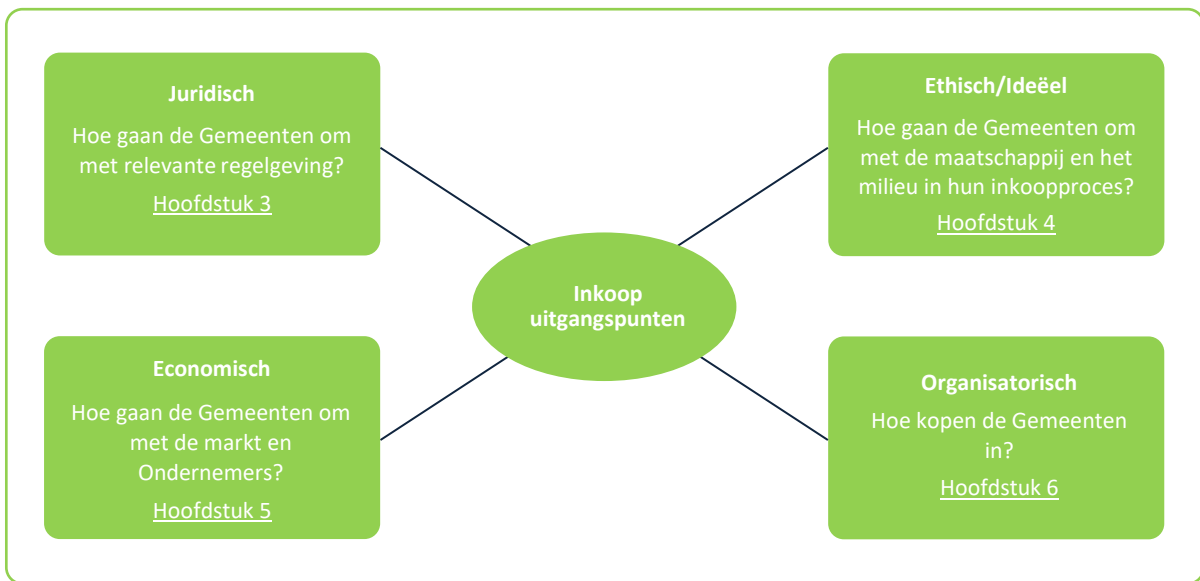 Juridisch
Hoe gaan de Gemeenten om
met relevante regelgeving?
Hoofdstuk 3
Ethisch/Ideëel
Hoe gaan de Gemeenten om
met de maatschappij en het
milieu in hun inkoopproces?
Hoofdstuk 4
Inkoop
uitgangspunten
Economisch
Hoe gaan de Gemeenten om
met de markt en
Ondernemers?
Hoofdstuk 5
Organisatorisch
Hoe kopen de Gemeenten
in?
Hoofdstuk 6